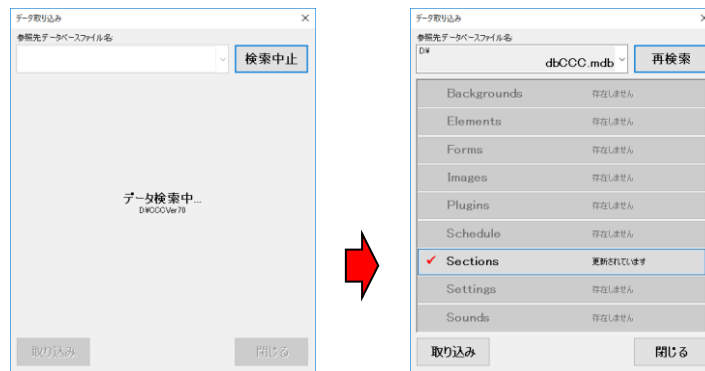 データ取り込み
参照先データベースファイル名:
検索中止
データ検索中...
D:¥CCCVer70
取り込み
閉じる
データ取り込み
参照先データベースファイル名:
D:¥
dbCCC.mdb
再検索
Backgrounds 存在しません
Elements 存在しません
Forms 存在しません
Images 存在しません
Plugins 存在しません
Schedule 存在しません
✓ Sections 更新されています
Settings 存在しません
Sounds 存在しません
取り込み
閉じる